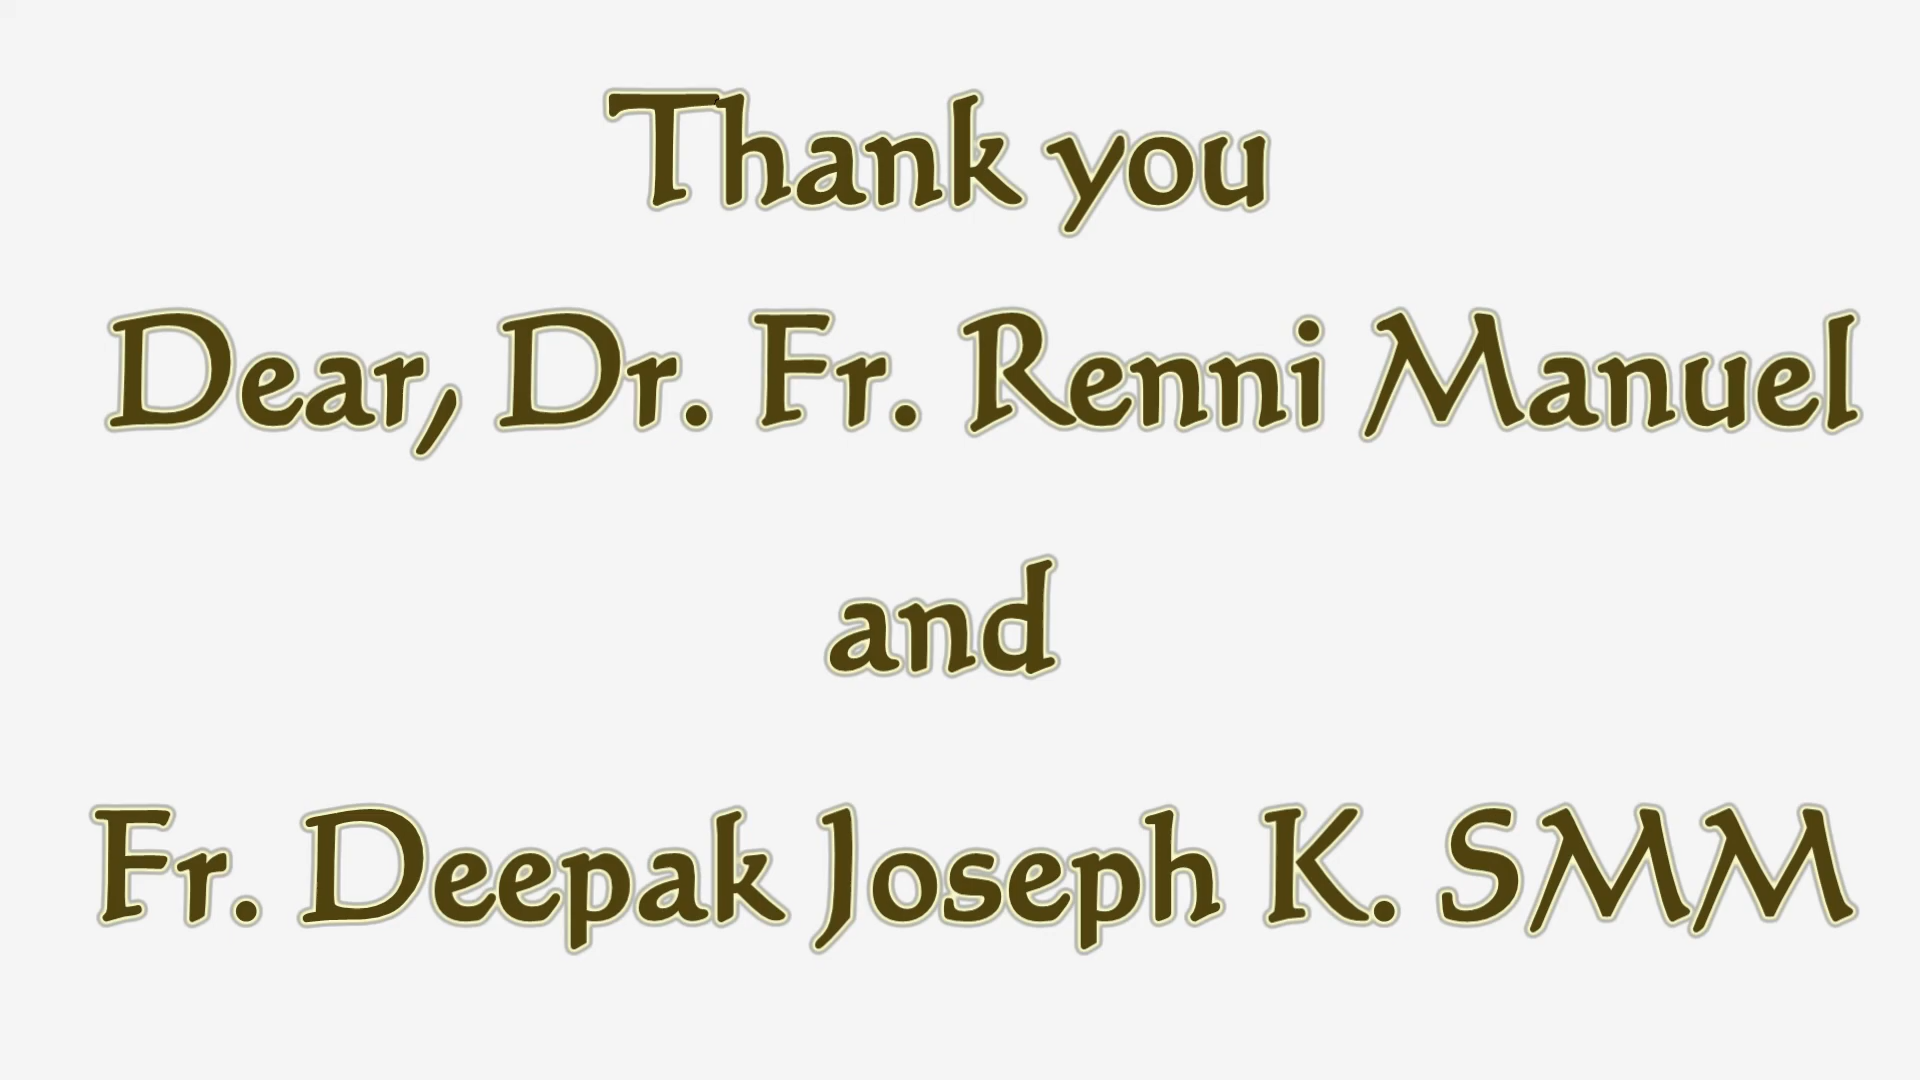 Thank you
Dear, Dr. Fr. Renni Manuel
and
Fr. Deepak Joseph K. SMM